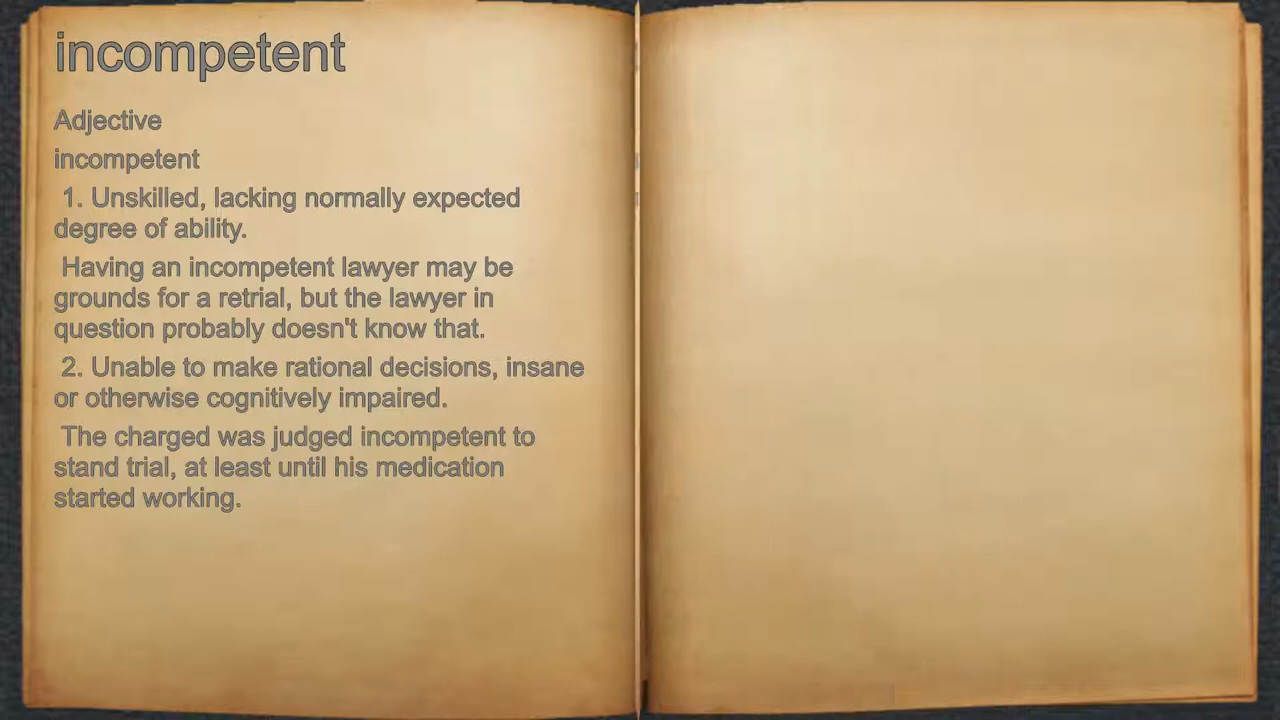 incompetent
Adjective
incompetent
1. Unskilled, lacking normally expected
degree of ability.
Having an incompetent lawyer may be
grounds for a retrial, but the lawyer in
question probably doesn't know that.
2. Unable to make rational decisions, insane
or otherwise cognitively impaired.
The charged was judged incompetent to
stand trial, at least until his medication
started working.